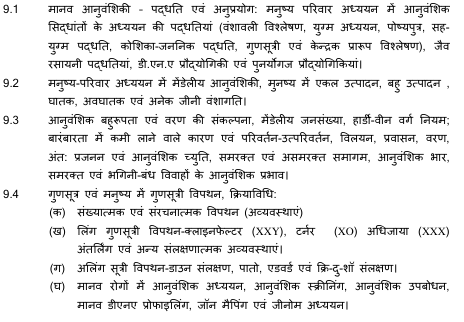 9.1 मानव आनुवंशिकी - पद्धति एवं अनुप्रयोग: मनुष्य परिवार अध्ययन में आनुवंशिक
सिद्धांतों के अध्ययन की पद्धतियां (वंशावली विश्लेषण, युग्म अध्ययन, पोष्यपुत्र, सह-
युग्म पद्धति, कोशिका-जननिक पद्धति, गुणसूत्री एवं केन्द्रक प्रारूप विश्लेषण), जैव
रसायनी पद्धतियां, डी.एन.ए प्रौद्योगिकी एवं पुनर्योगज प्रौद्योगिकियां।
9.2 मनुष्य-परिवार अध्ययन में मेंडेलीय आनुवंशिकी, मुनष्य में एकल उत्पादन, बहु उत्पादन ,
घातक, अवघातक एवं अनेक जीनी वंशागति।
9.3 आनुवंशिक बहुरूपता एवं वरण की संकल्पना, मेंडेलीय जनसंख्या, हार्डी-वीन वर्ग नियम;
बारंबारता में कमी लाने वाले कारण एवं परिवर्तन-उत्परिवर्तन, विलयन, प्रवासन, वरण,
अंत: प्रजनन एवं आनुवंशिक च्युति, समरक्त एवं असमरक्त समागम, आनुवंशिक भार,
समरक्त एवं भगिनी-बंध विवाहों के आनुवंशिक प्रभाव।
9.4 गुणसूत्र एवं मनुष्य में गुणसूत्री विपथन, क्रियाविधि:
(क) संख्यात्मक एवं संरचनात्मक विपथन (अव्यवस्थाएं)
(ख) लिंग गुणसूत्री विपथन-क्लाइनफेल्टर (XXY), टर्नर (XO) अधिजाया (XXX)
अंतर्लिंग एवं अन्य संलक्षणात्मक अव्यवस्थाएं।
(ग) अलिंग सूत्री विपथन-डाउन संलक्षण, पातो, एडवर्ड एवं क्रि-दु-शॉ संलक्षण।
(घ) मानव रोगों में आनुवंशिक अध्ययन, आनुवंशिक स्क्रीनिंग, आनुवंशिक उपबोधन,
मानव डीएनए प्रोफाइलिंग, जॉन मैपिंग एवं जीनोम अध्ययन।